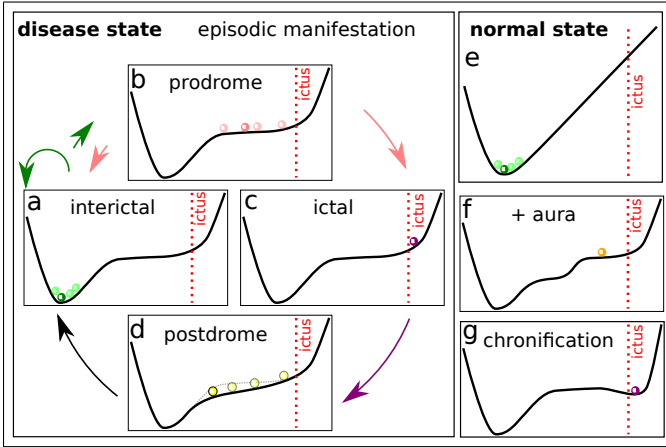 disease state episodic manifestation
normal state
b prodrome
ictus
e
ictus
a interictal
ictus
c ictal
ictus
f + aura
ictus
d postdrome
ictus
g chronification
ictus